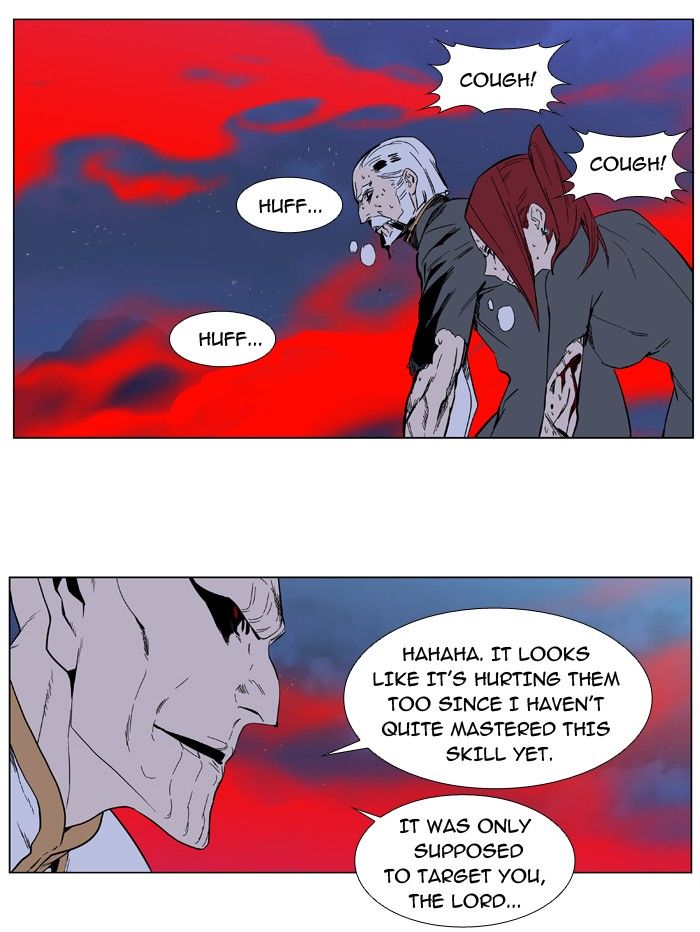 COUGH!
COUGH!
HUFF...
HUFF...
HAHAHA. IT LOOKS
LIKE IT'S HURTING THEM
TOO SINCE I HAVEN'T
QUITE MASTERED THIS
SKILL YET.
IT WAS ONLY
SUPPOSED
TO TARGET YOU,
THE LORD...